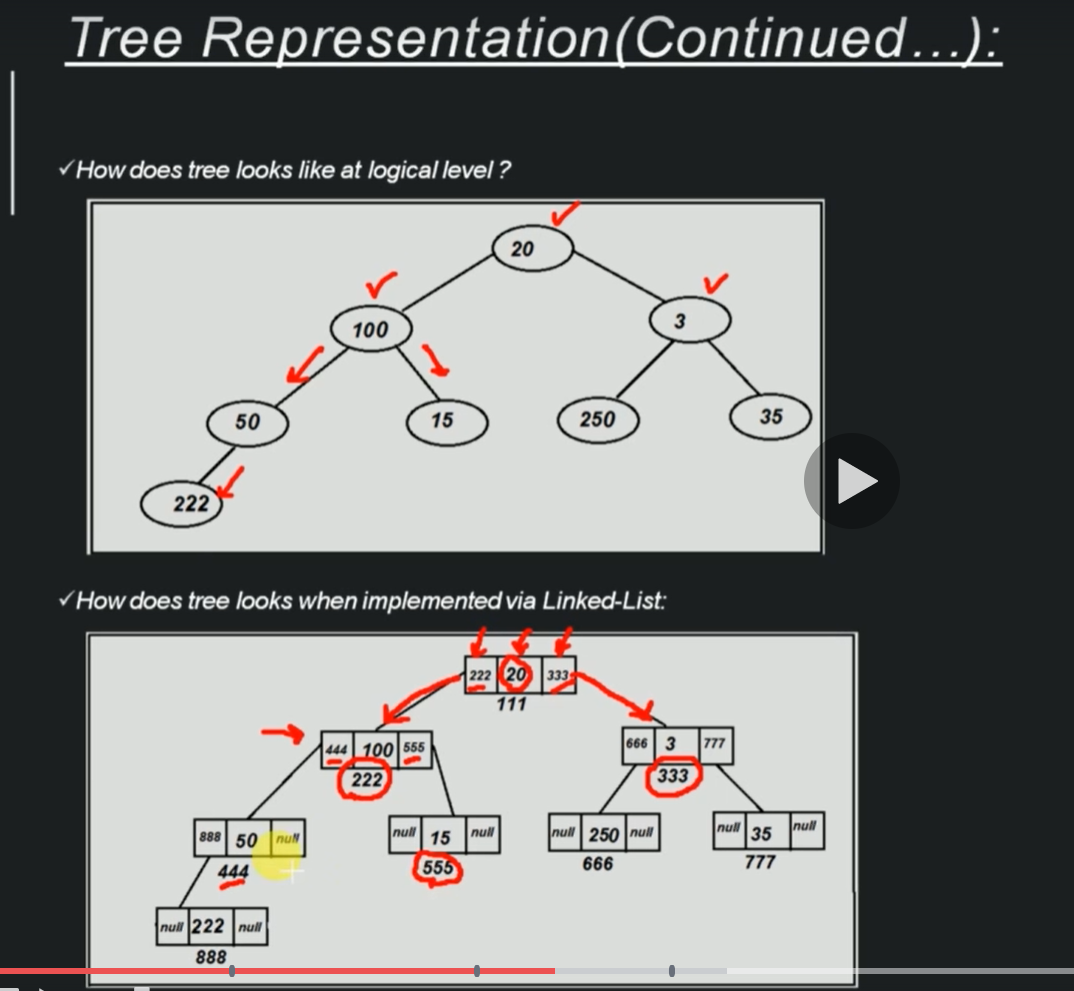 Tree Representation(Continued...):
✓How does tree looks like at logical level ?
20
100
3
50
15
250
35
222
✓How does tree looks when implemented via Linked-List:
222 20 333
111
444 100 555
222
666 3 777
333
888 50 null
444
null 15 null
555
null 250 null
666
null 35 null
777
null 222 null
888